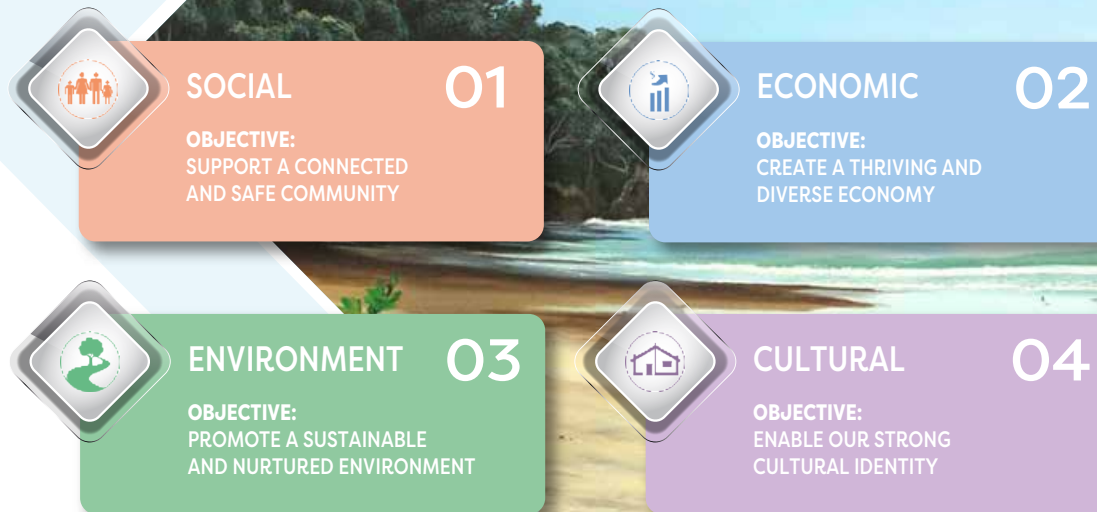 SOCIAL 01
OBJECTIVE:
SUPPORT A CONNECTED
AND SAFE COMMUNITY
ECONOMIC 02
OBJECTIVE:
CREATE A THRIVING AND
DIVERSE ECONOMY
ENVIRONMENT 03
OBJECTIVE:
PROMOTE A SUSTAINABLE
AND NURTURED ENVIRONMENT
CULTURAL 04
OBJECTIVE:
ENABLE OUR STRONG
CULTURAL IDENTITY